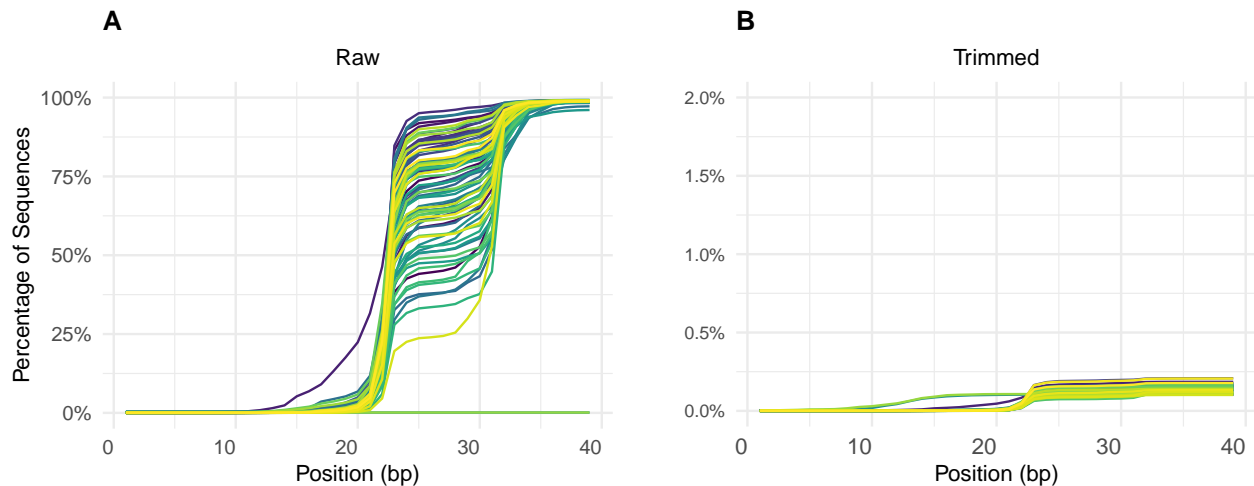 A
Raw
100%
75%
50%
25%
0%
Percentage of Sequences
0 10 20 30 40
Position (bp)
B
Trimmed
2.0%
1.5%
1.0%
0.5%
0.0%
0 10 20 30 40
Position (bp)